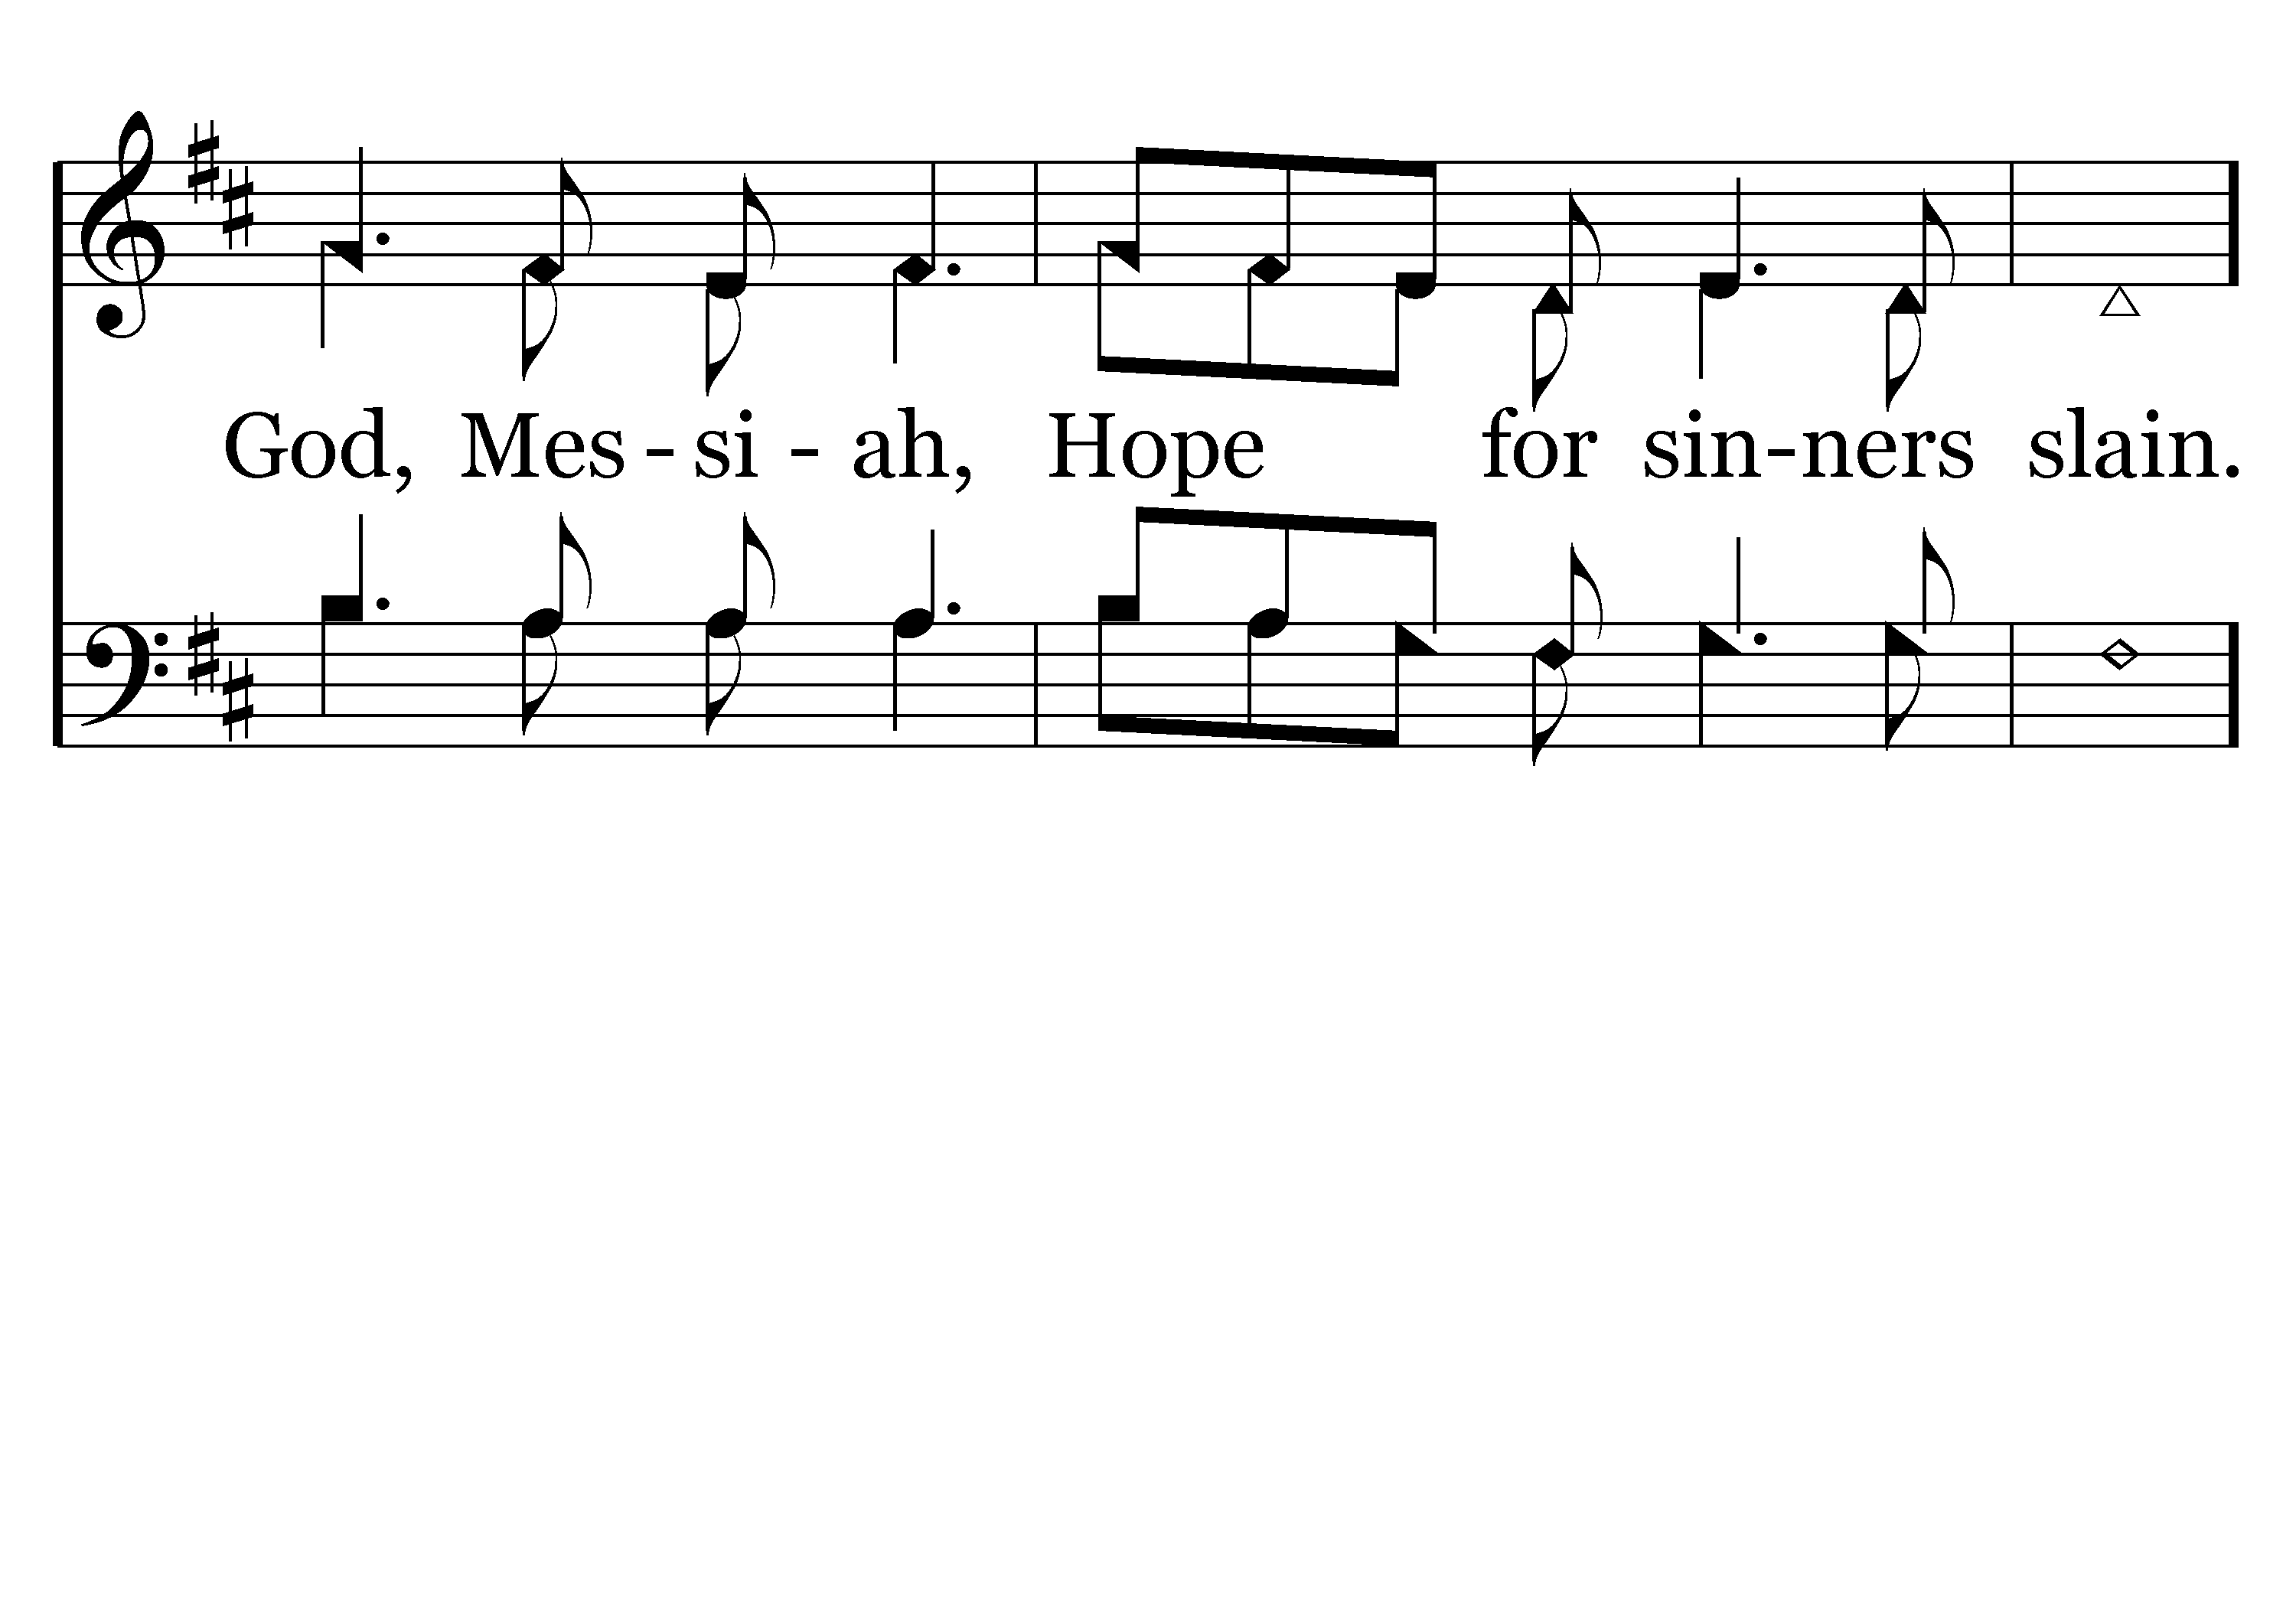 God, Mes - si - ah, Hope for sin-ners slain.